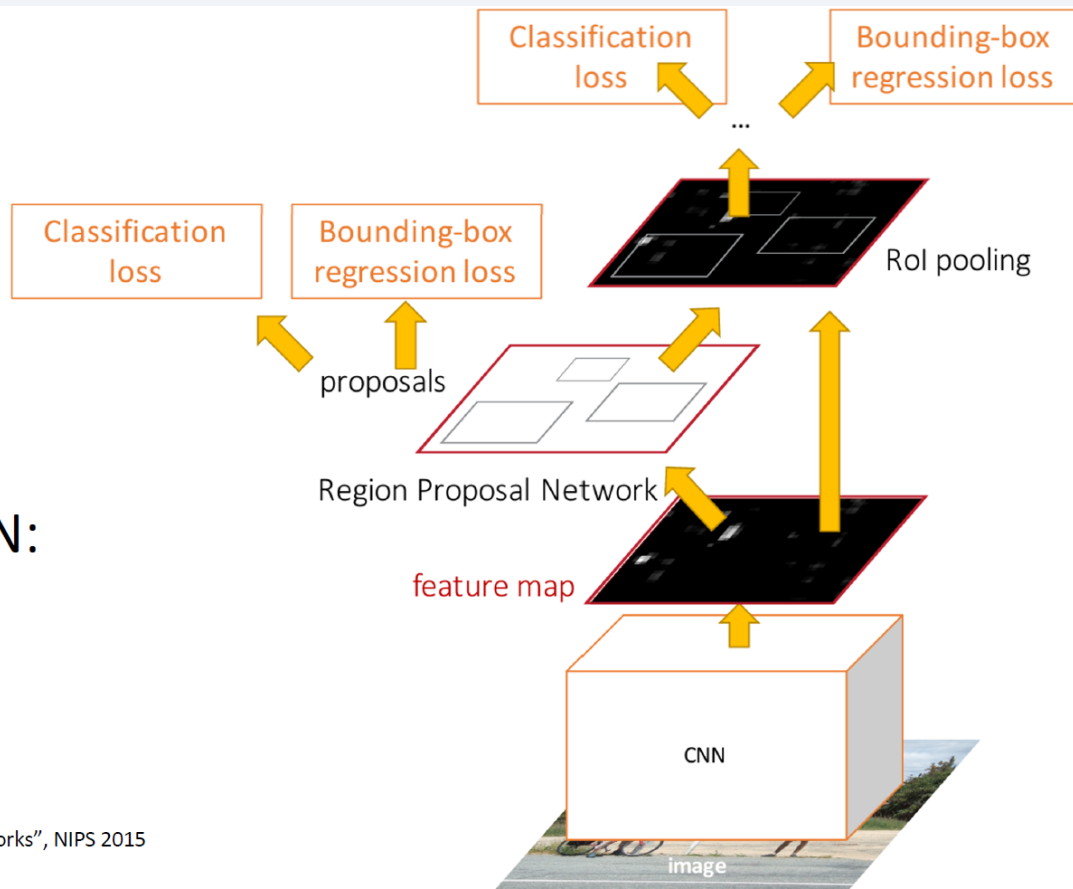 Classification
loss
Bounding-box
regression loss
...
Classification
loss
Bounding-box
regression loss
RoI pooling
proposals
Region Proposal Network
N:
feature map
CNN
orks”, NIPS 2015
image